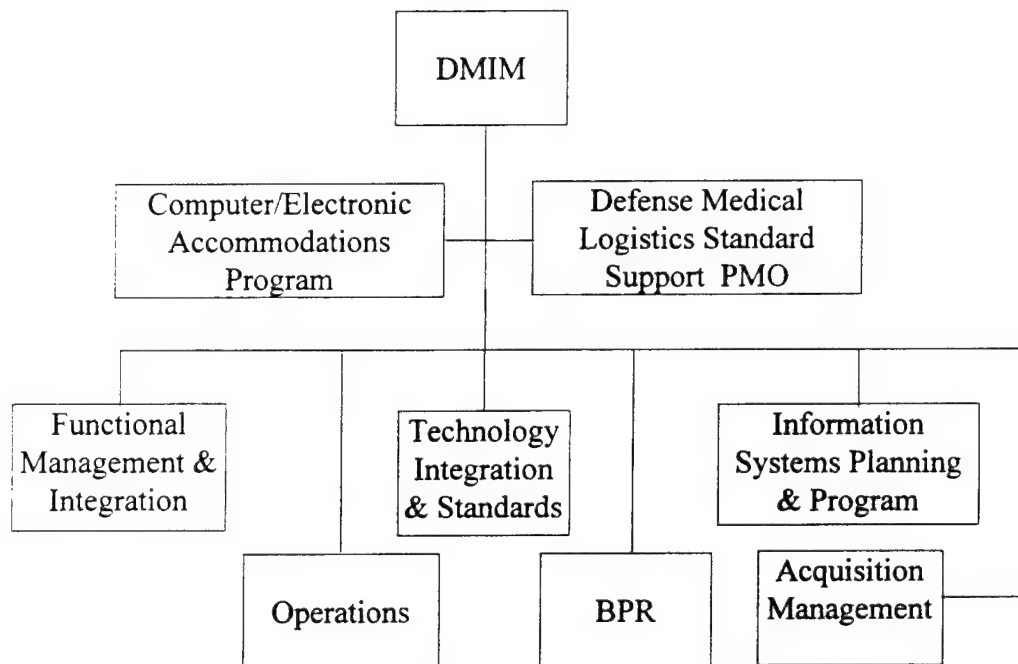 DMIM
Computer/Electronic
Accommodations
Program
Defense Medical
Logistics Standard
Support PMO
Functional
Management &
Integration
Technology
Integration
& Standards
Information
Systems Planning
& Program
Operations
BPR
Acquisition
Management